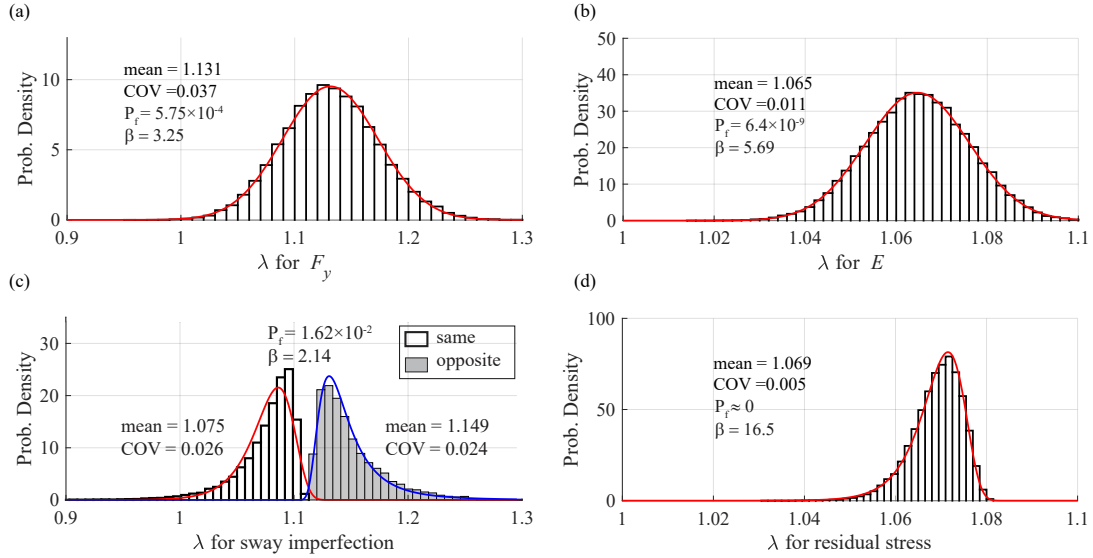 (a)
mean = 1.131
COV =0.037
P_f = 5.75×10^-4
β = 3.25
Prob. Density
10
5
0
0.9 1 1.1 1.2 1.3
λ for F_y
(b)
mean = 1.065
COV =0.011
P_f = 6.4×10^-9
β = 5.69
Prob. Density
50
40
30
20
10
0
1 1.02 1.04 1.06 1.08 1.1
λ for E
(c)
P_f = 1.62×10^-2
β = 2.14
same
opposite
mean = 1.075
COV = 0.026
mean = 1.149
COV = 0.024
Prob. Density
30
20
10
0
0.9 1 1.1 1.2 1.3
λ for sway imperfection
(d)
mean = 1.069
COV =0.005
P_f ≈ 0
β = 16.5
Prob. Density
100
50
0
1 1.02 1.04 1.06 1.08 1.1
λ for residual stress